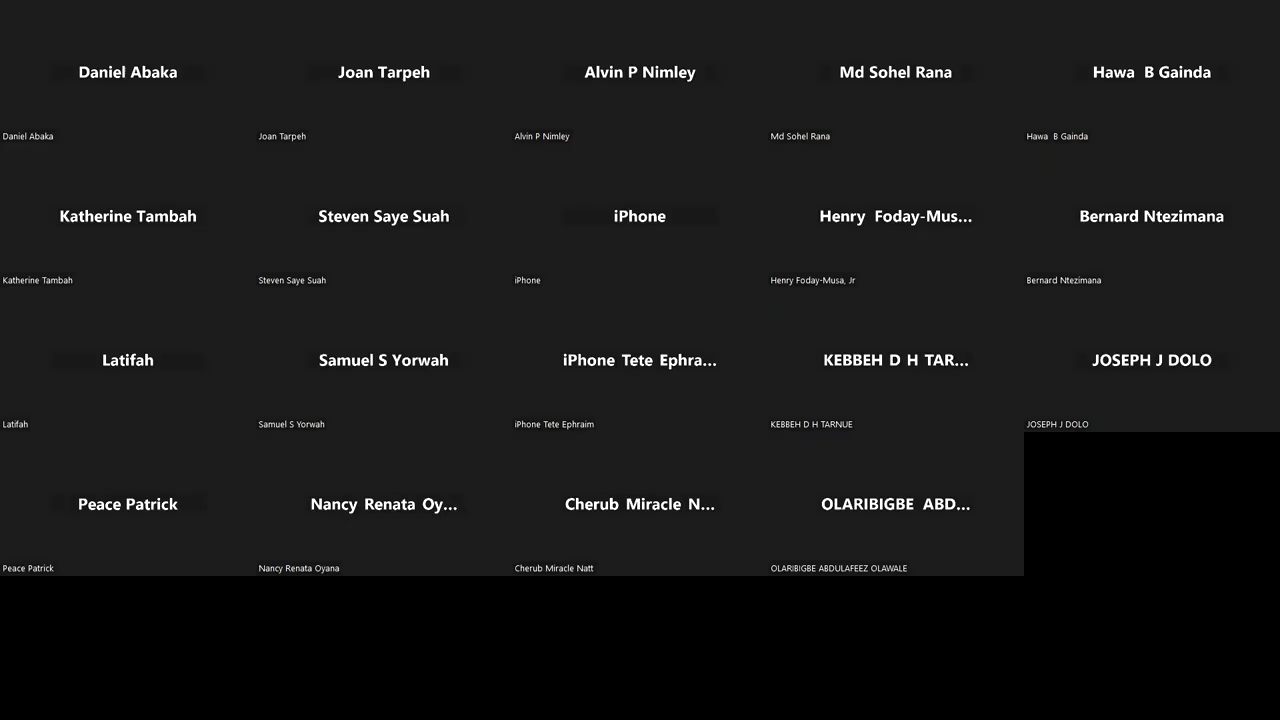 Daniel Abaka
Joan Tarpeh
Alvin P Nimley
Md Sohel Rana
Hawa  B Gainda
Daniel Abaka
Joan Tarpeh
Alvin P Nimley
Md Sohel Rana
Hawa  B Gainda
Katherine Tambah
Steven Saye Suah
iPhone
Henry  Foday-Mus...
Bernard Ntezimana
Katherine Tambah
Steven Saye Suah
iPhone
Henry Foday-Musa, Jr
Bernard Ntezimana
Latifah
Samuel S Yorwah
iPhone Tete Ephra...
KEBBEH D H TAR...
JOSEPH J DOLO
Latifah
Samuel S Yorwah
iPhone Tete Ephraim
KEBBEH D H TARNUE
JOSEPH J DOLO
Peace Patrick
Nancy Renata Oy...
Cherub Miracle N...
OLARIBIGBE  ABD...
Peace Patrick
Nancy Renata Oyana
Cherub Miracle Natt
OLARIBIGBE ABDULAFEEZ OLAWALE